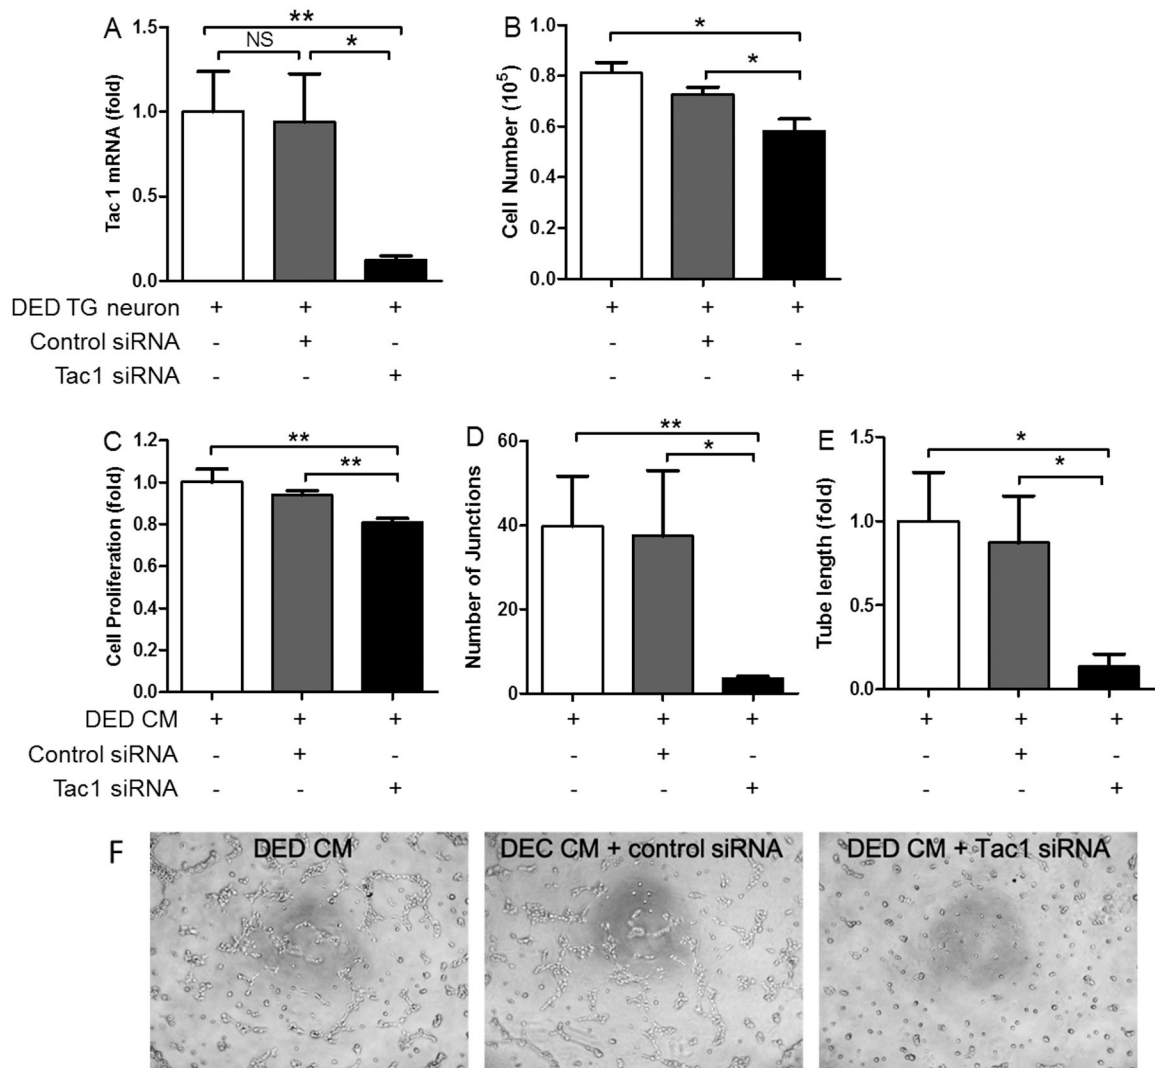 A
Tac 1 mRNA (fold)
1.5
1.0
0.5
0.0
**
NS
*
B
Cell Number (10⁵)
1.0
0.8
0.6
0.4
0.2
0.0
*
*
DED TG neuron + + + + + +
Control siRNA - + - - + -
Tac1 siRNA - - + - - +
C
Cell Proliferation (fold)
1.2
1.0
0.8
0.6
0.4
0.2
0.0
**
**
D
Number of Junctions
60
40
20
0
**
*
E
Tube length (fold)
1.5
1.0
0.5
0.0
*
*
DED CM + + + + + + + + +
Control siRNA - + - - + - - + -
Tac1 siRNA - - + - - + - - +
F
DED CM
DEC CM + control siRNA
DED CM + Tac1 siRNA